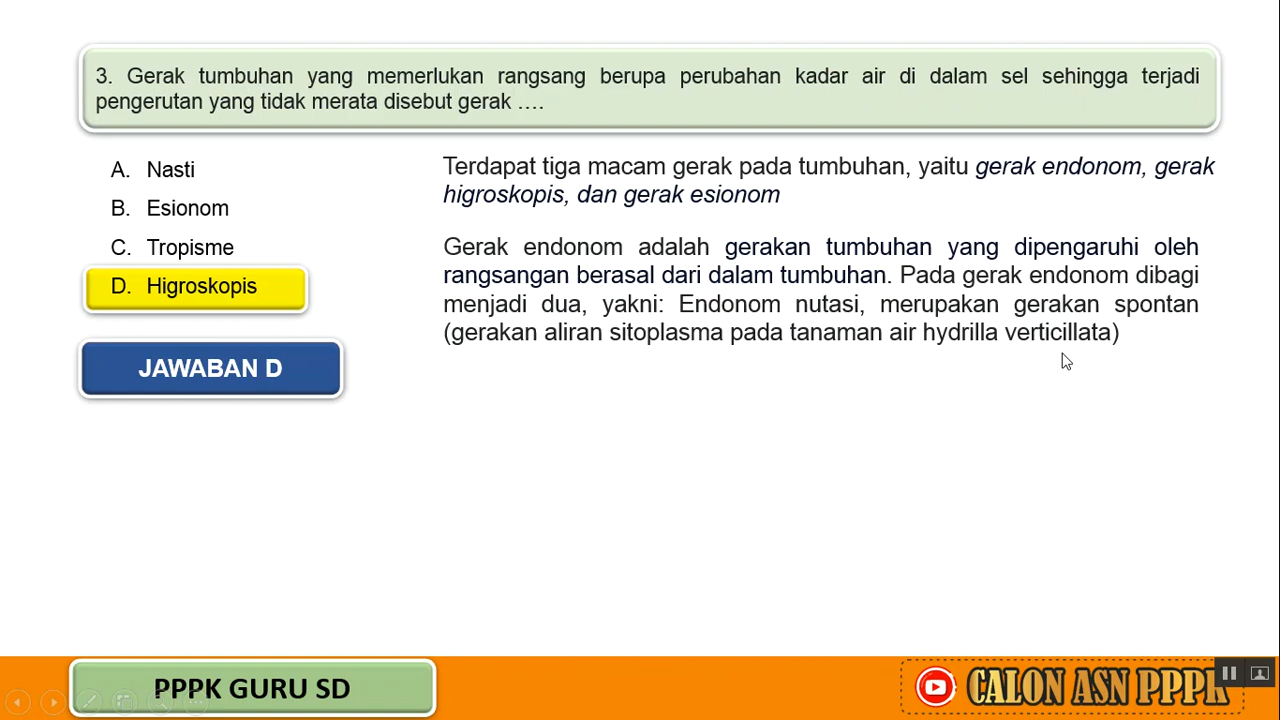 3. Gerak tumbuhan yang memerlukan rangsang berupa perubahan kadar air di dalam sel sehingga terjadi
pengerutan yang tidak merata disebut gerak ….
A. Nasti
B. Esionom
C. Tropisme
D. Higroskopis
JAWABAN D
Terdapat tiga macam gerak pada tumbuhan, yaitu gerak endonom, gerak
higroskopis, dan gerak esionom
Gerak endonom adalah gerakan tumbuhan yang dipengaruhi oleh
rangsangan berasal dari dalam tumbuhan. Pada gerak endonom dibagi
menjadi dua, yakni: Endonom nutasi, merupakan gerakan spontan
(gerakan aliran sitoplasma pada tanaman air hydrilla verticillata)
PPPK GURU SD
CALON ASN PPPK